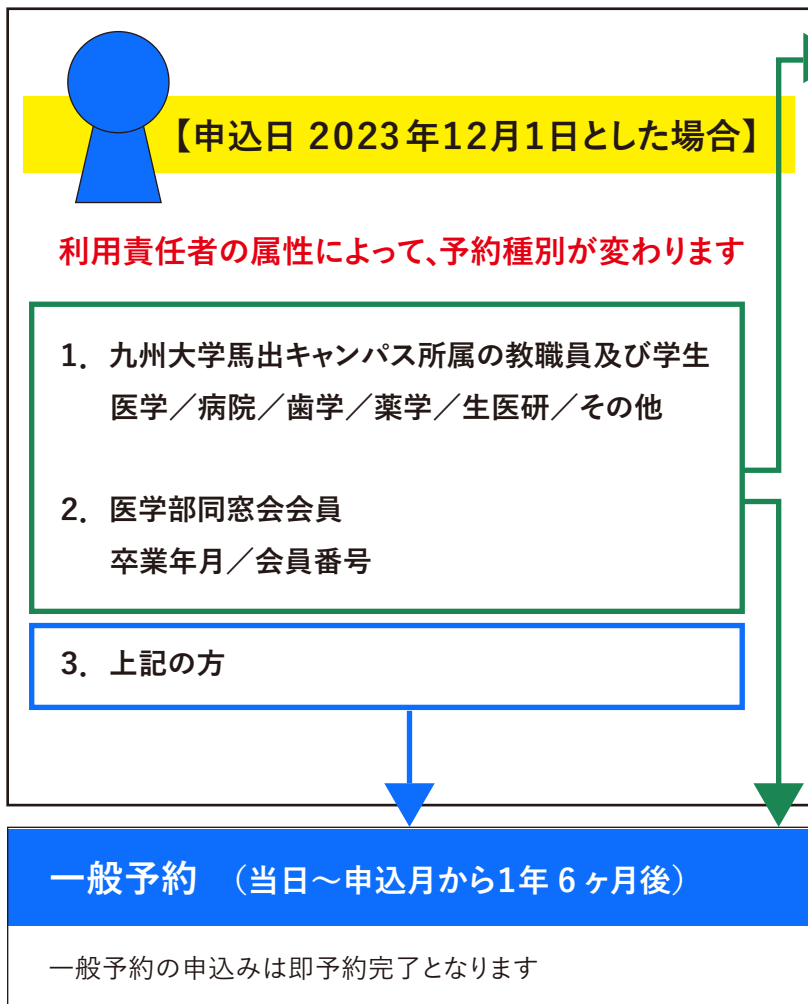 【申込日 2023年12月1日とした場合】
利用責任者の属性によって、予約種別が変わります
1. 九州大学馬出キャンパス所属の教職員及び学生
医学／病院／歯学／薬学／生医研／その他
2. 医学部同窓会会員
卒業年月／会員番号
3. 上記の方
一般予約 （当日～申込月から1年6ヶ月後）
一般予約の申込みは即予約完了となります